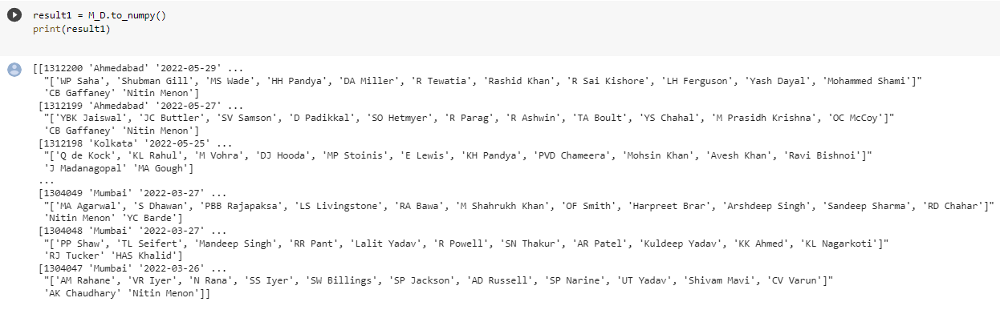 result1 = M_D.to_numpy()
print(result1)
[[1312200 'Ahmedabad' '2022-05-29' ...
"['WP Saha', 'Shubman Gill', 'MS Wade', 'HH Pandya', 'DA Miller', 'R Tewatia', 'Rashid Khan', 'R Sai Kishore', 'LH Ferguson', 'Yash Dayal', 'Mohammed Shami']"
'CB Gaffaney' 'Nitin Menon']
[1312199 'Ahmedabad' '2022-05-27' ...
"['YBK Jaiswal', 'JC Buttler', 'SV Samson', 'D Padikkal', 'SO Hetmyer', 'R Parag', 'R Ashwin', 'TA Boult', 'YS Chahal', 'M Prasidh Krishna', 'OC McCoy']"
'CB Gaffaney' 'Nitin Menon']
[1312198 'Kolkata' '2022-05-25' ...
"['Q de Kock', 'KL Rahul', 'M Vohra', 'DJ Hooda', 'MP Stoinis', 'E Lewis', 'KH Pandya', 'PVD Chameera', 'Mohsin Khan', 'Avesh Khan', 'Ravi Bishnoi']"
'J Madanagopal' 'MA Gough']
...
[1304049 'Mumbai' '2022-03-27' ...
"['MA Agarwal', 'S Dhawan', 'PBB Rajapaksa', 'LS Livingstone', 'RA Bawa', 'M Shahrukh Khan', 'OF Smith', 'Harpreet Brar', 'Arshdeep Singh', 'Sandeep Sharma', 'RD Chahar']"
'Nitin Menon' 'YC Barde']
[1304048 'Mumbai' '2022-03-27' ...
"['PP Shaw', 'TL Seifert', 'Mandeep Singh', 'RR Pant', 'Lalit Yadav', 'R Powell', 'SN Thakur', 'AR Patel', 'Kuldeep Yadav', 'KK Ahmed', 'KL Nagarkoti']"
'RJ Tucker' 'HAS Khalid']
[1304047 'Mumbai' '2022-03-26' ...
"['AM Rahane', 'VR Iyer', 'N Rana', 'SS Iyer', 'SW Billings', 'SP Jackson', 'AD Russell', 'SP Narine', 'UT Yadav', 'Shivam Mavi', 'CV Varun']"
'AK Chaudhary' 'Nitin Menon']]